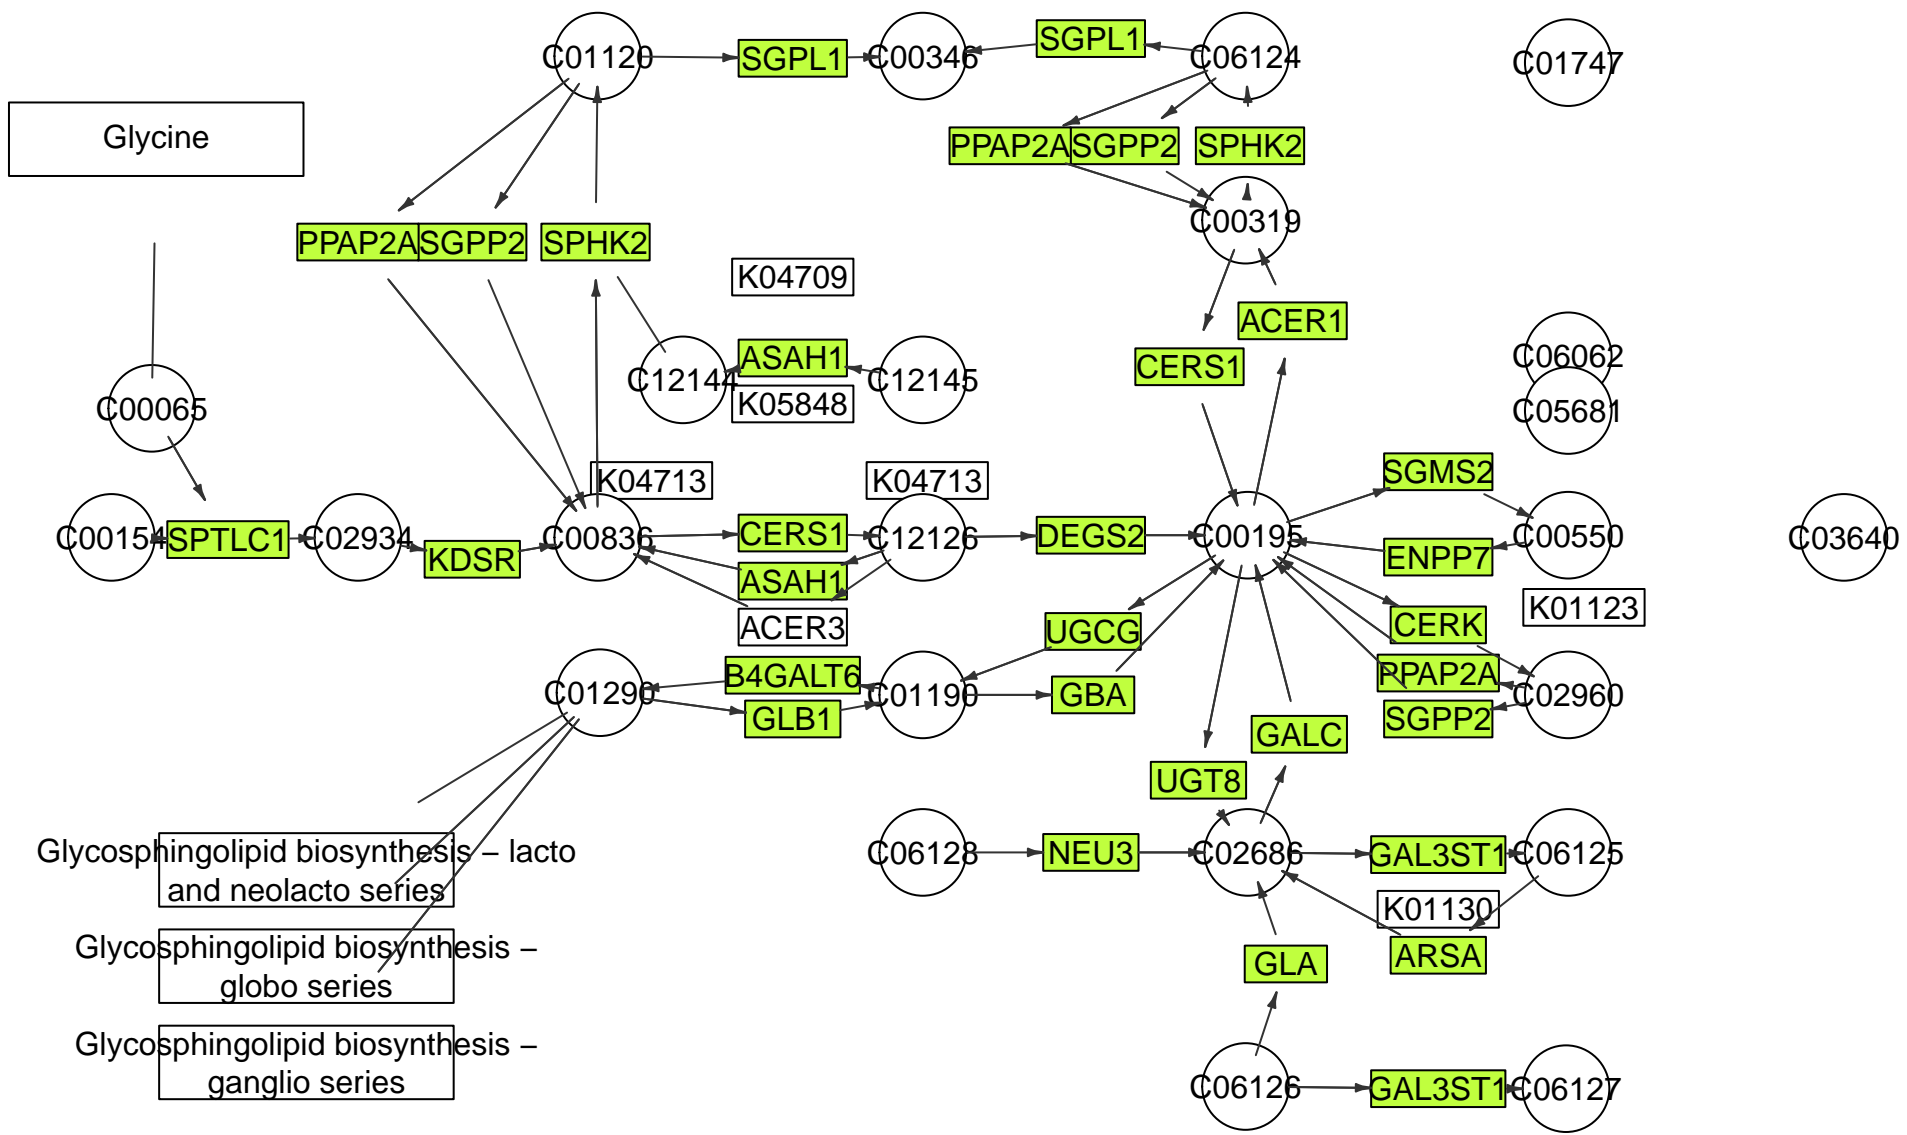 C01120
SGPL1
C00346
SGPL1
C06124
C01747
Glycine
PPAP2A
SGPP2
SPHK2
C00319
PPAP2A
SGPP2
SPHK2
K04709
ACER1
ASAH1
CERS1
C06062
C12144
C12145
C00065
K05848
C05681
K04713
K04713
SGMS2
C00154
SPTLC1
C02934
KDSR
C00836
CERS1
C12126
DEGS2
C00195
C00550
C03640
ENPP7
ASAH1
K01123
ACER3
UGCG
CERK
B4GALT6
PPAP2A
C01290
C01190
GBA
C02960
GLB1
SGPP2
GALC
UGT8
Glycosphingolipid biosynthesis – lacto
and neolacto series
C06128
NEU3
C02686
GAL3ST1
C06125
K01130
Glycosphingolipid biosynthesis –
globo series
GLA
ARSA
Glycosphingolipid biosynthesis –
ganglio series
C06126
GAL3ST1
C06127